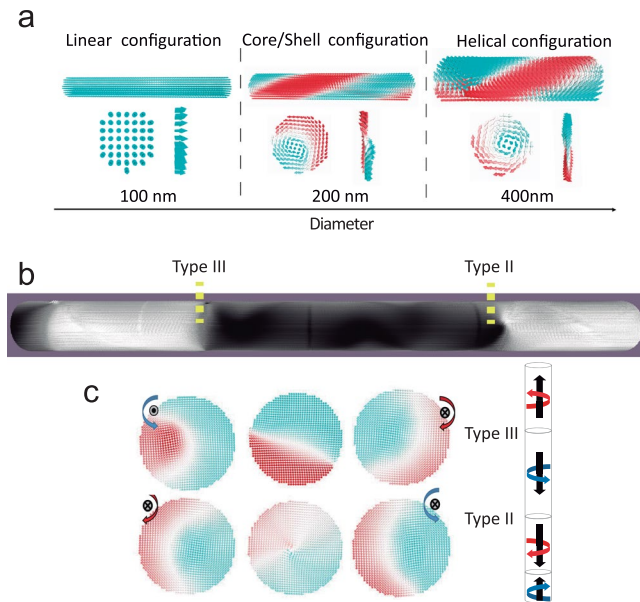 a
Linear configuration
Core/Shell configuration
Helical configuration
100 nm
200 nm
400nm
Diameter
b
Type III
Type II
c
Type III
Type II